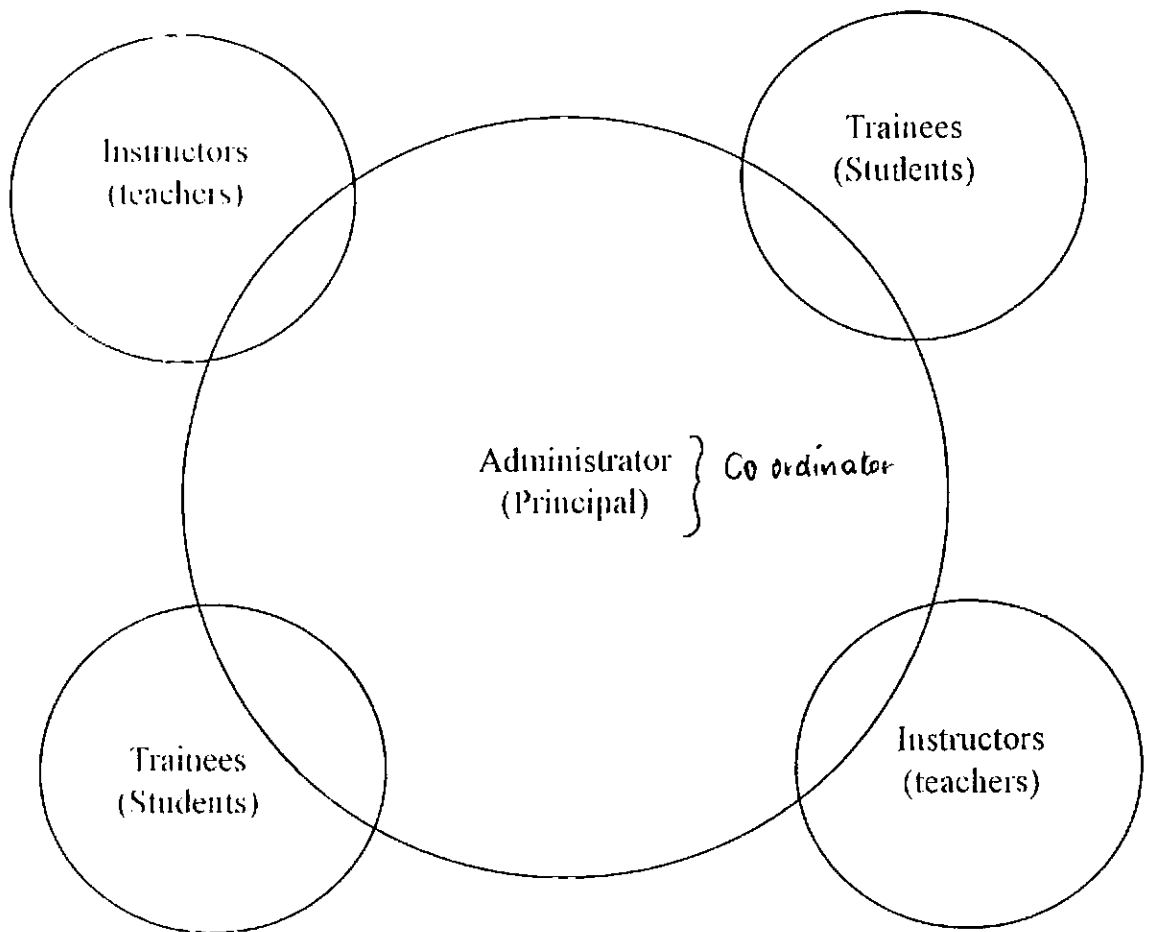 Instructors
(teachers)
Trainees
(Students)
Administrator
(Principal)
Co ordinator
Trainees
(Students)
Instructors
(teachers)